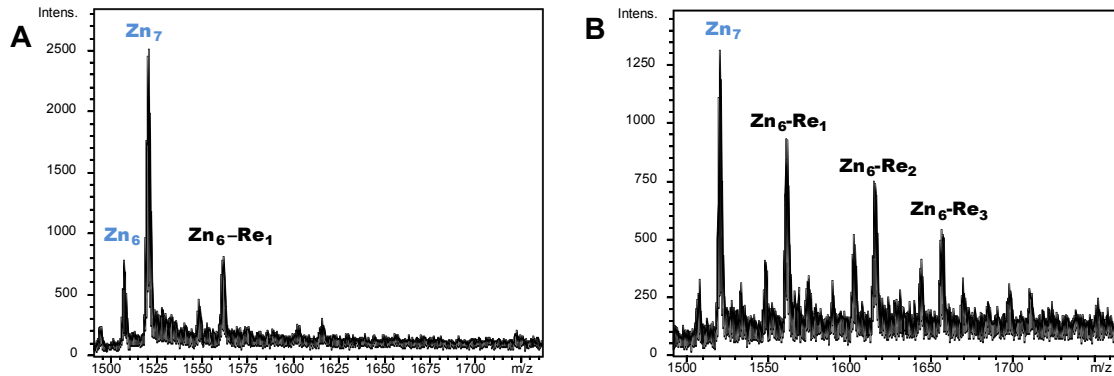 A
Intens.
2500
2000
1500
1000
500
0
Zn7
Zn6
Zn6–Re1
1500 1525 1550 1575 1600 1625 1650 1675 1700 m/z
B
Intens.
1250
1000
750
500
250
0
Zn7
Zn6-Re1
Zn6-Re2
Zn6-Re3
1500 1550 1600 1650 1700 m/z